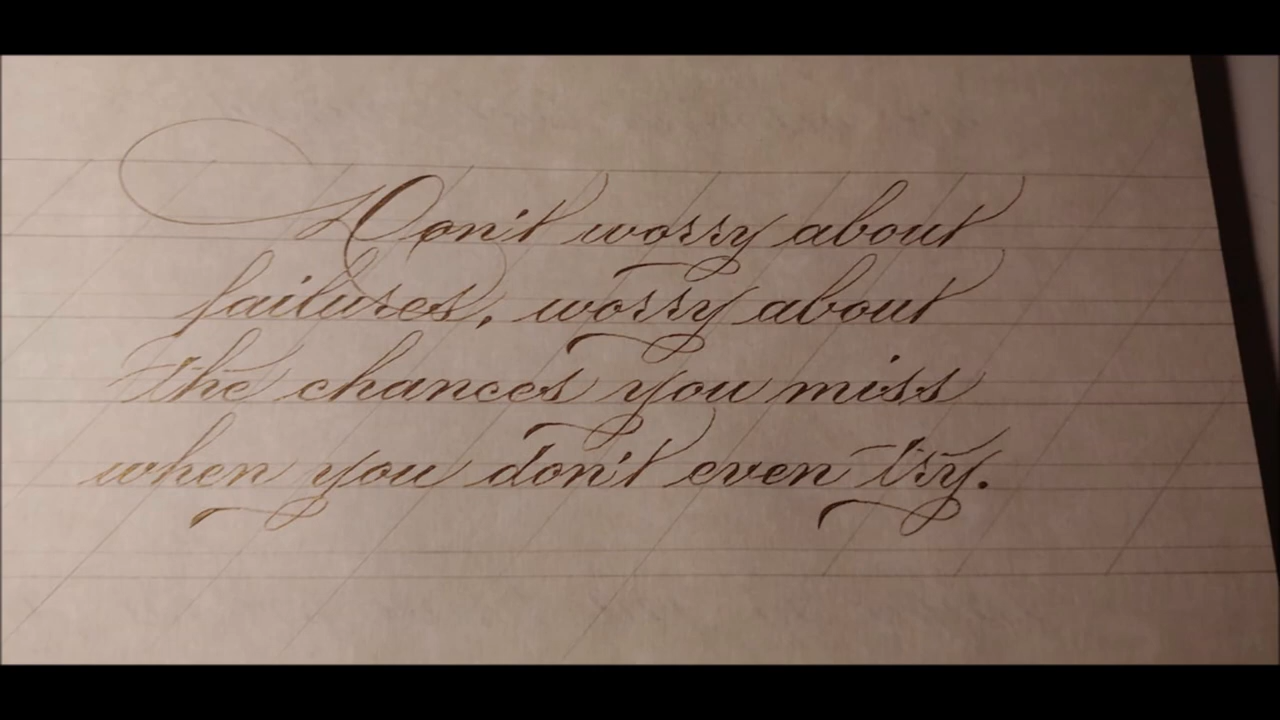 Don't worry about
failures, worry about
the chances you miss
when you don't even try.